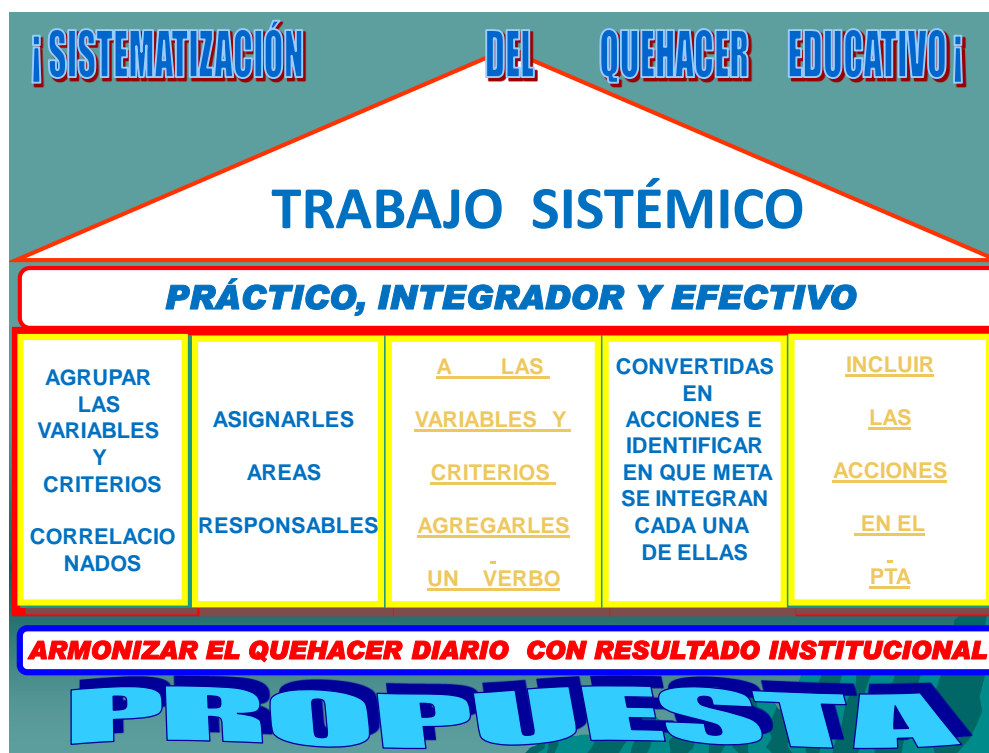 ¡ SISTEMATIZACIÓN DEL QUEHACER EDUCATIVO ¡
TRABAJO SISTÉMICO
PRÁCTICO, INTEGRADOR Y EFECTIVO
AGRUPAR
LAS
VARIABLES
Y
CRITERIOS
CORRELACIO
NADOS
ASIGNARLES
AREAS
RESPONSABLES
A LAS
VARIABLES Y
CRITERIOS
AGREGARLES
UN VERBO
CONVERTIDAS
EN
ACCIONES E
IDENTIFICAR
EN QUE META
SE INTEGRAN
CADA UNA
DE ELLAS
INCLUIR
LAS
ACCIONES
EN EL
PTA
ARMONIZAR EL QUEHACER DIARIO CON RESULTADO INSTITUCIONAL
PROPUESTA